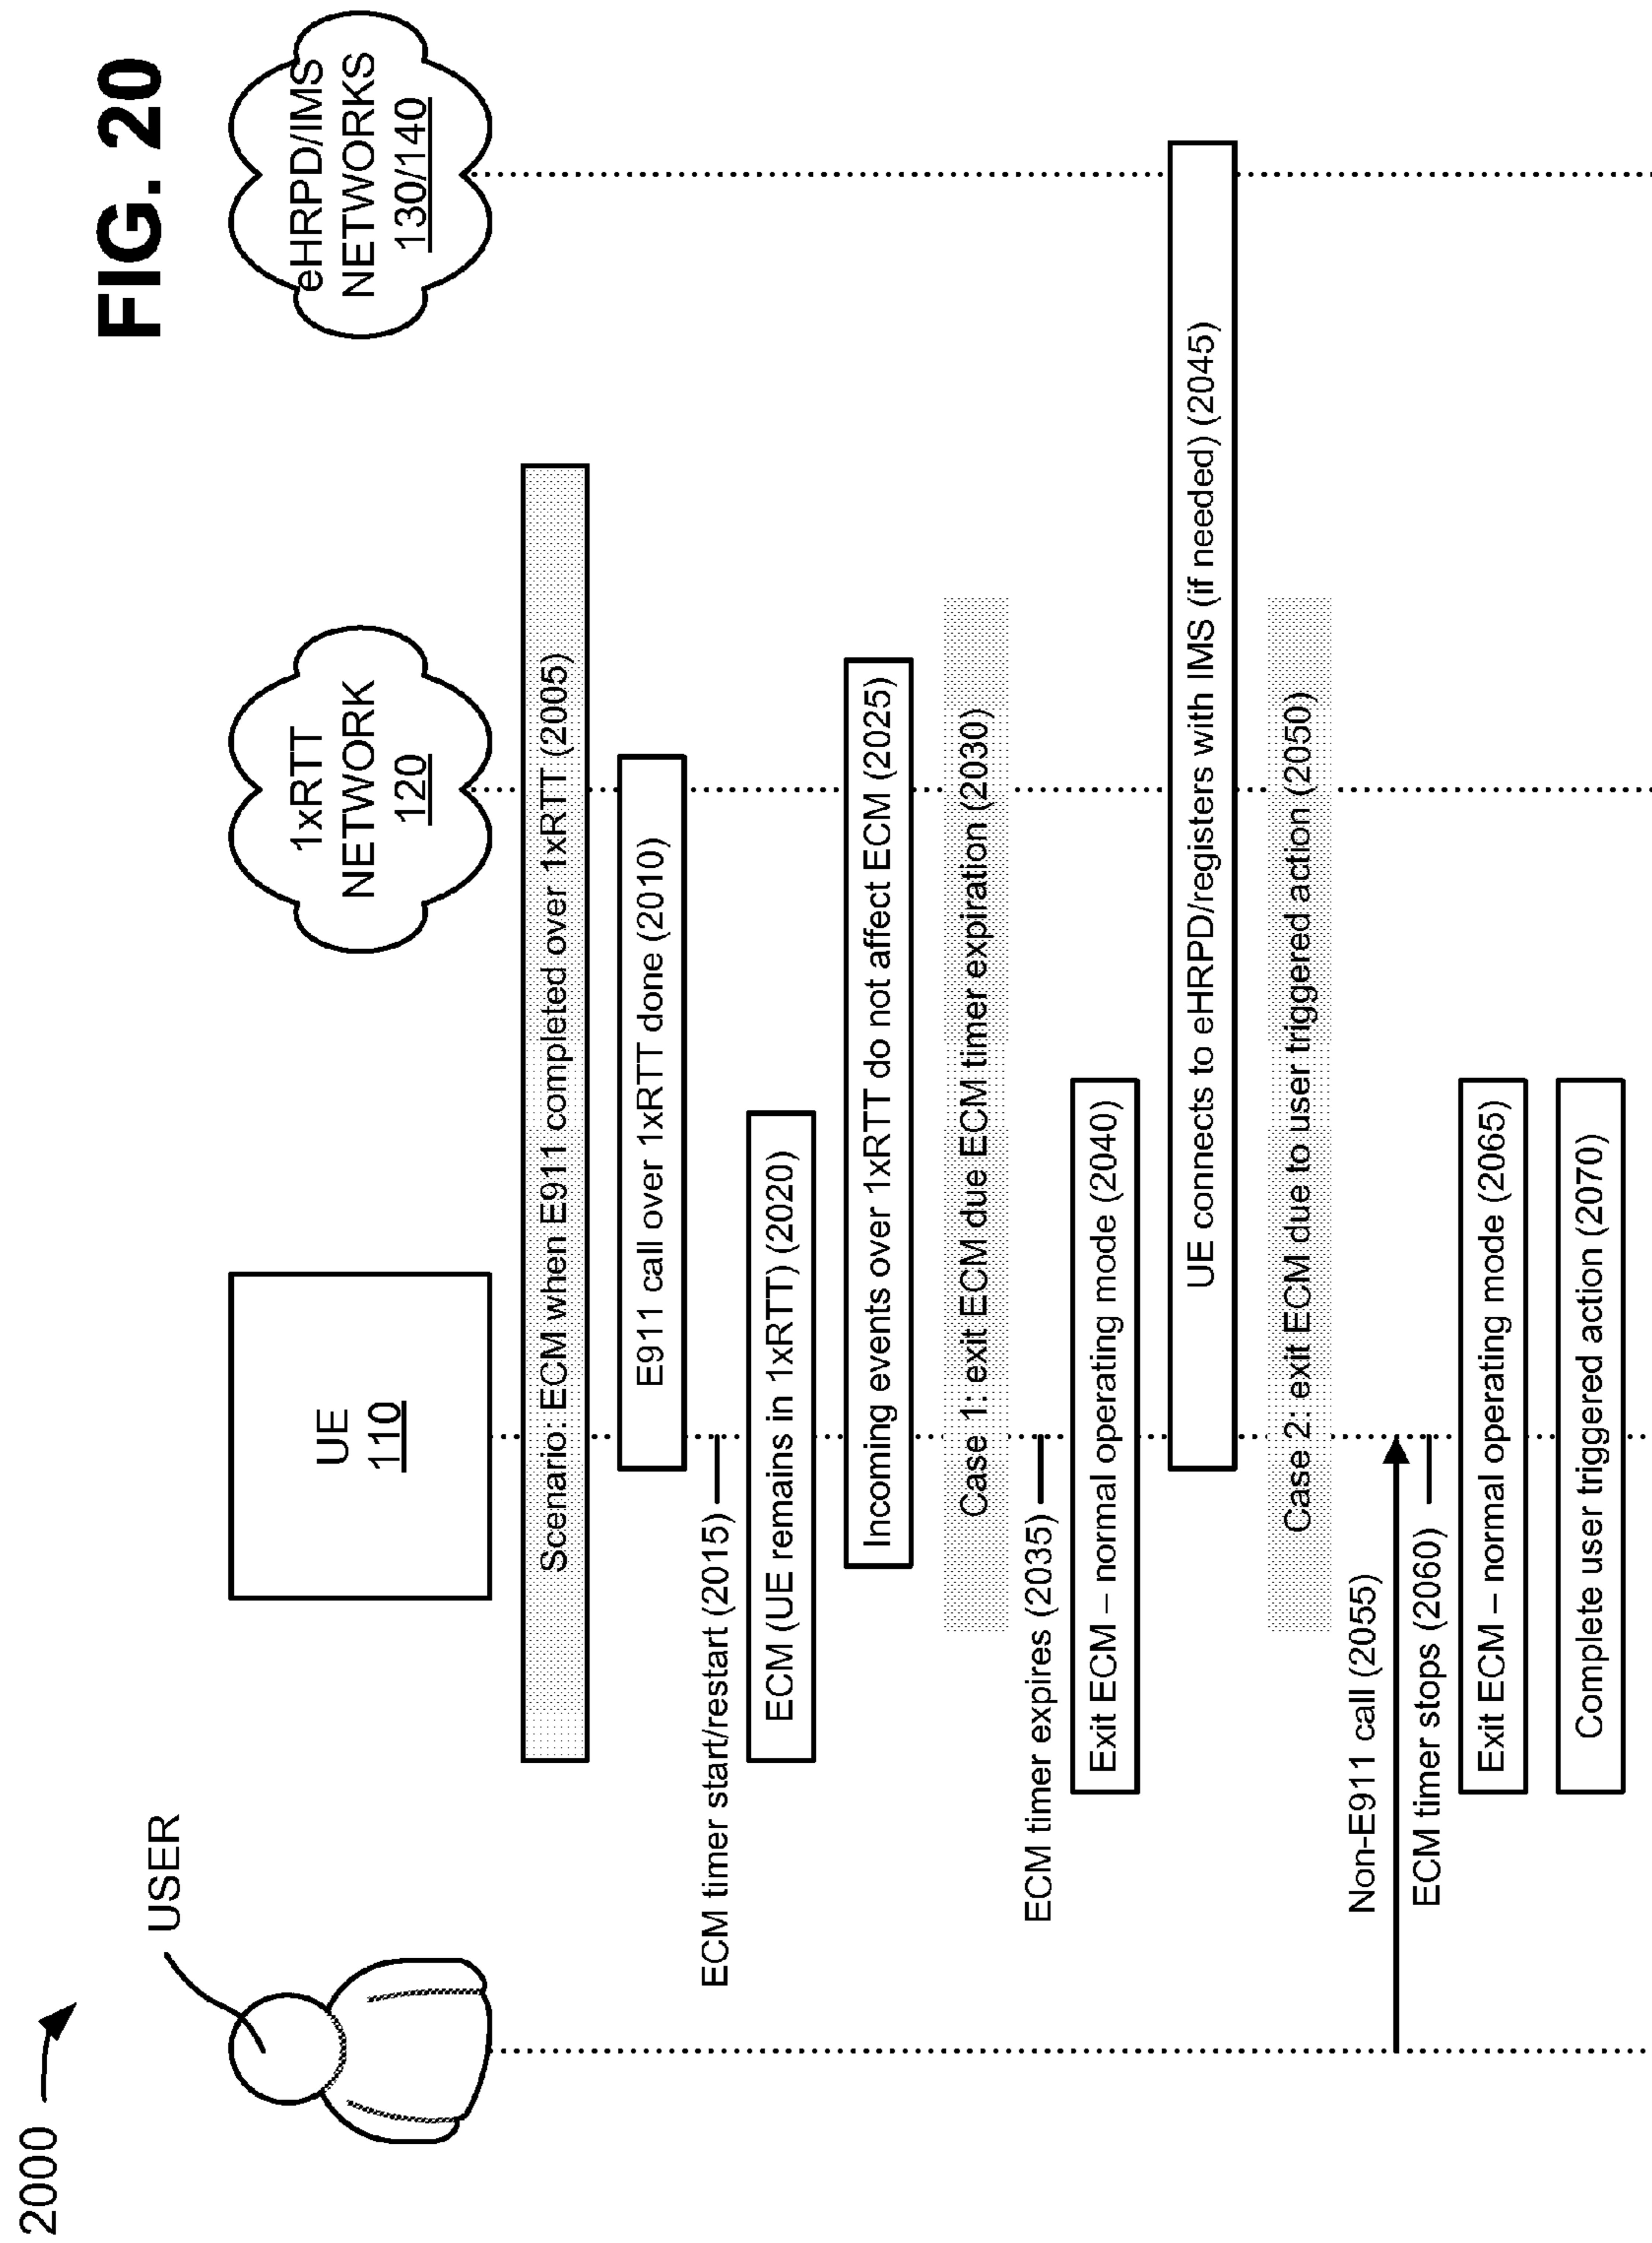 FIG. 20
2000
USER
UE
110
1xRTT
NETWORK
120
eHRPD/IMS
NETWORKS
130/140
Scenario: ECM when E911 completed over 1xRTT (2005)
E911 call over 1xRTT done (2010)
ECM timer start/restart (2015)
ECM (UE remains in 1xRTT) (2020)
Incoming events over 1xRTT do not affect ECM (2025)
Case 1: exit ECM due ECM timer expiration (2030)
ECM timer expires (2035)
Exit ECM – normal operating mode (2040)
UE connects to eHRPD/registers with IMS (if needed) (2045)
Case 2: exit ECM due to user triggered action (2050)
Non-E911 call (2055)
ECM timer stops (2060)
Exit ECM – normal operating mode (2065)
Complete user triggered action (2070)